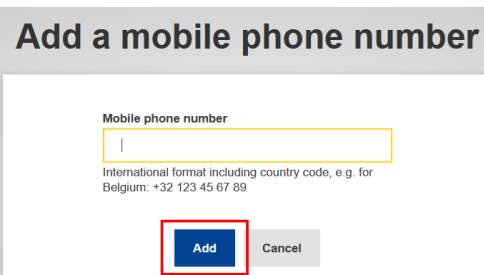 Add a mobile phone number
Mobile phone number
International format including country code, e.g. for
Belgium: +32 123 45 67 89
Add Cancel